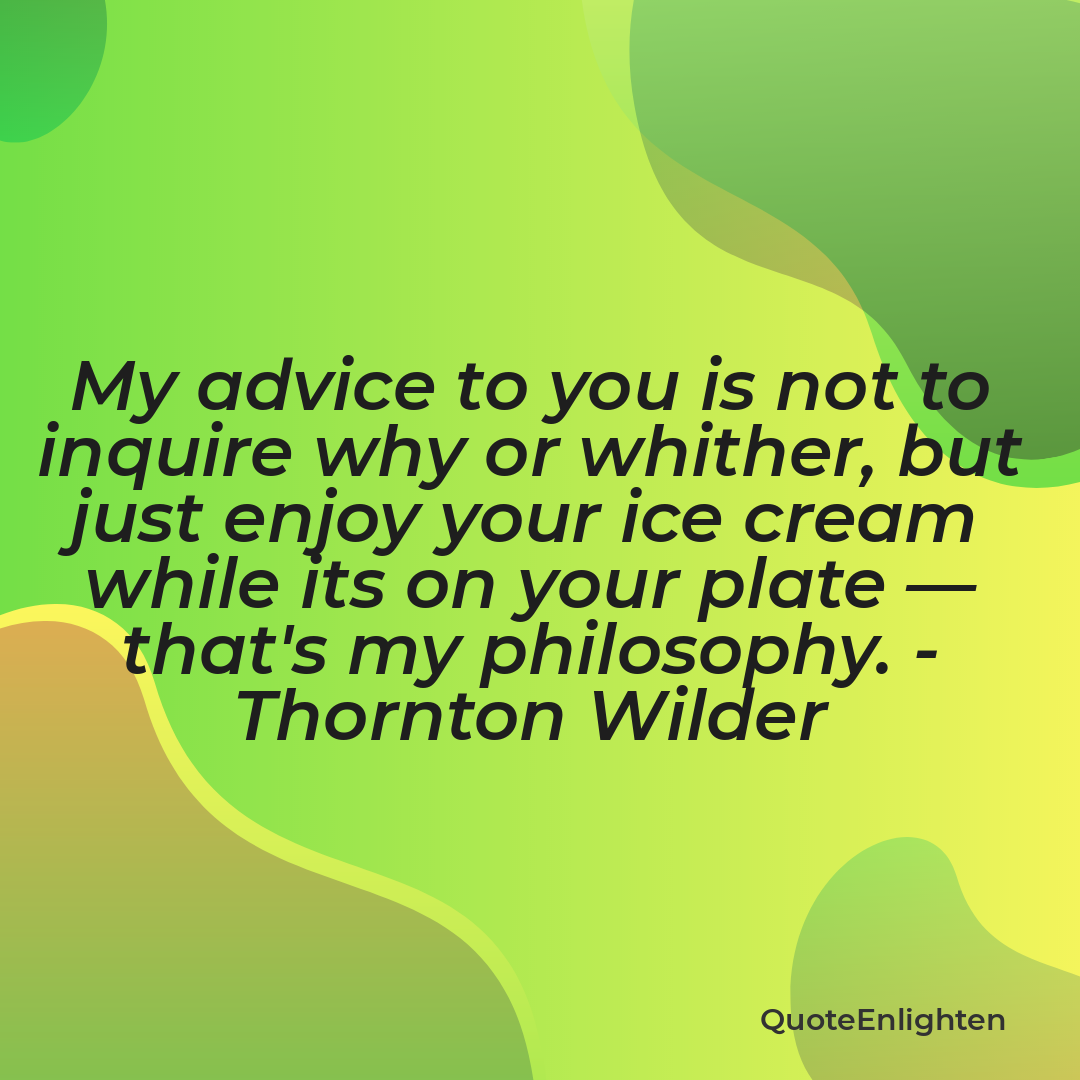 My advice to you is not to
inquire why or whither, but
just enjoy your ice cream
while its on your plate —
that's my philosophy. -
Thornton Wilder
QuoteEnlighten